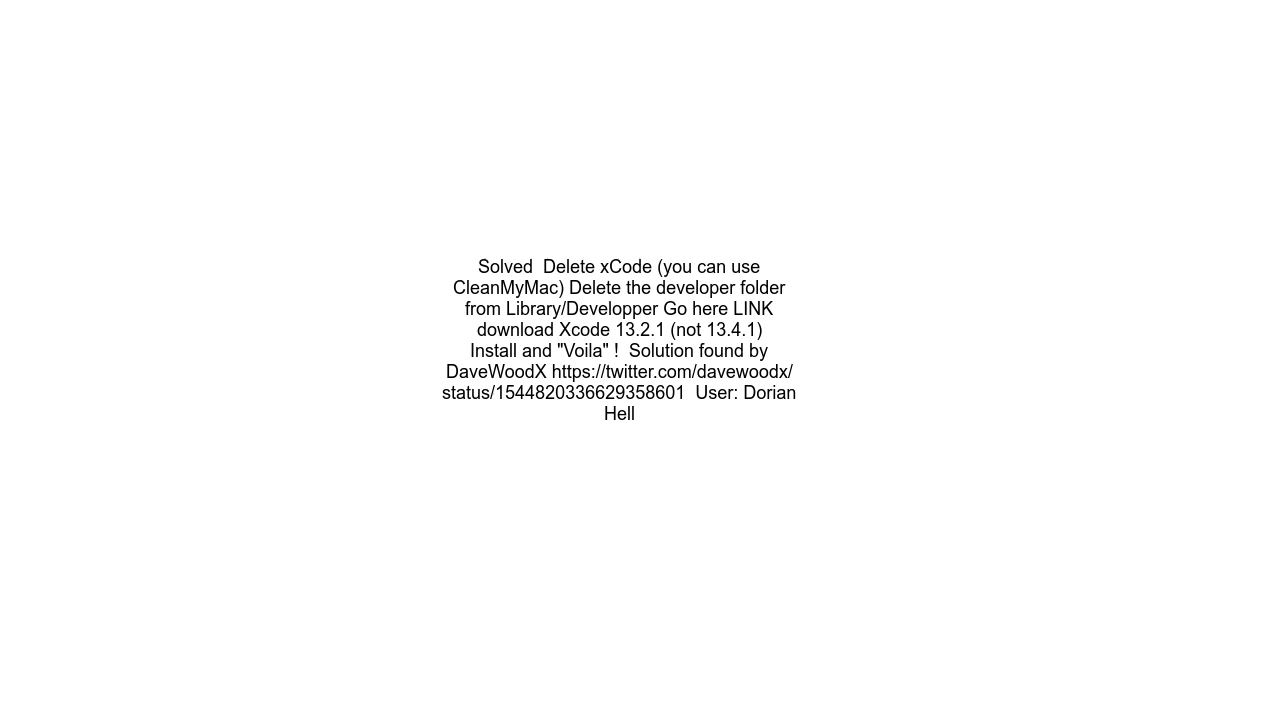 Solved  Delete xCode (you can use
CleanMyMac) Delete the developer folder
from Library/Developper Go here LINK
download Xcode 13.2.1 (not 13.4.1)
Install and "Voila" !  Solution found by
DaveWoodX https://twitter.com/davewoodx/
status/1544820336629358601  User: Dorian
Hell